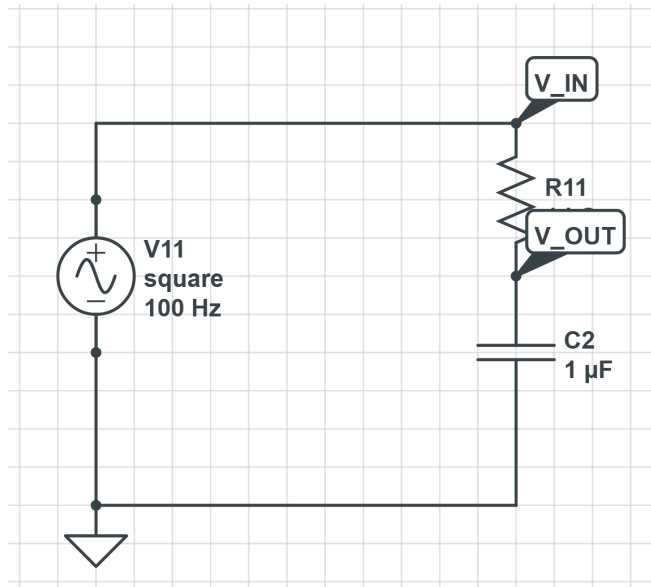 V_IN
R11
V_OUT
V11
square
100 Hz
C2
1 µF
+
−